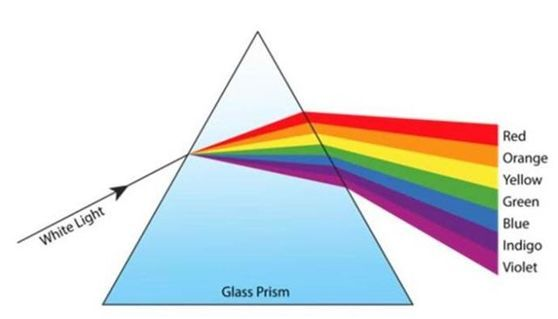 Red
Orange
Yellow
Green
Blue
Indigo
Violet
White Light
Glass Prism